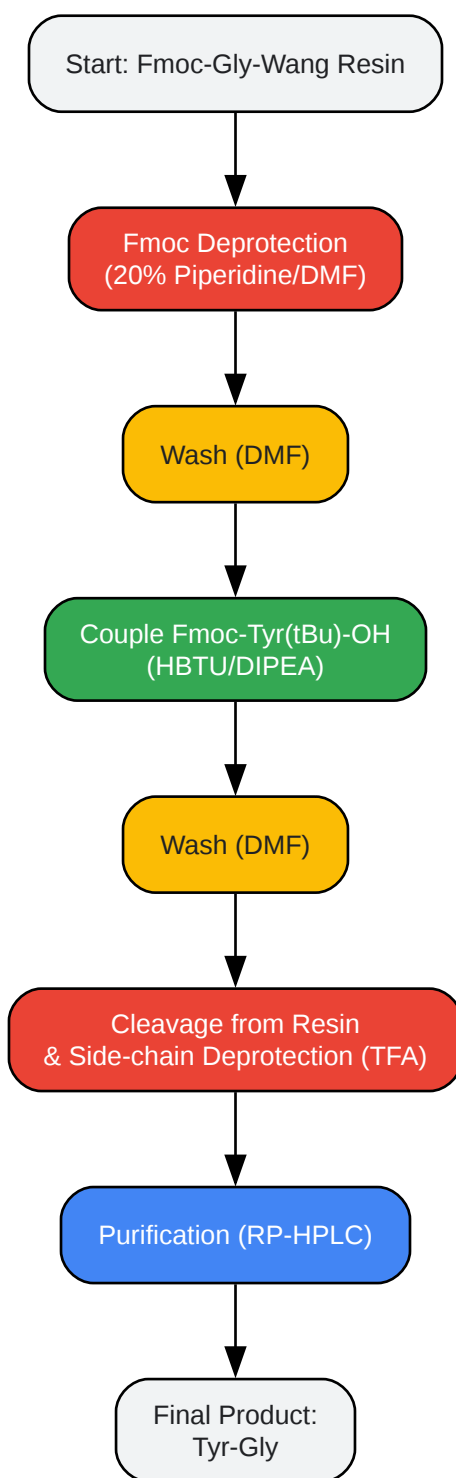 Start: Fmoc-Gly-Wang Resin
Fmoc Deprotection
(20% Piperidine/DMF)
Wash (DMF)
Couple Fmoc-Tyr(tBu)-OH
(HBTU/DIPEA)
Wash (DMF)
Cleavage from Resin
& Side-chain Deprotection (TFA)
Purification (RP-HPLC)
Final Product:
Tyr-Gly